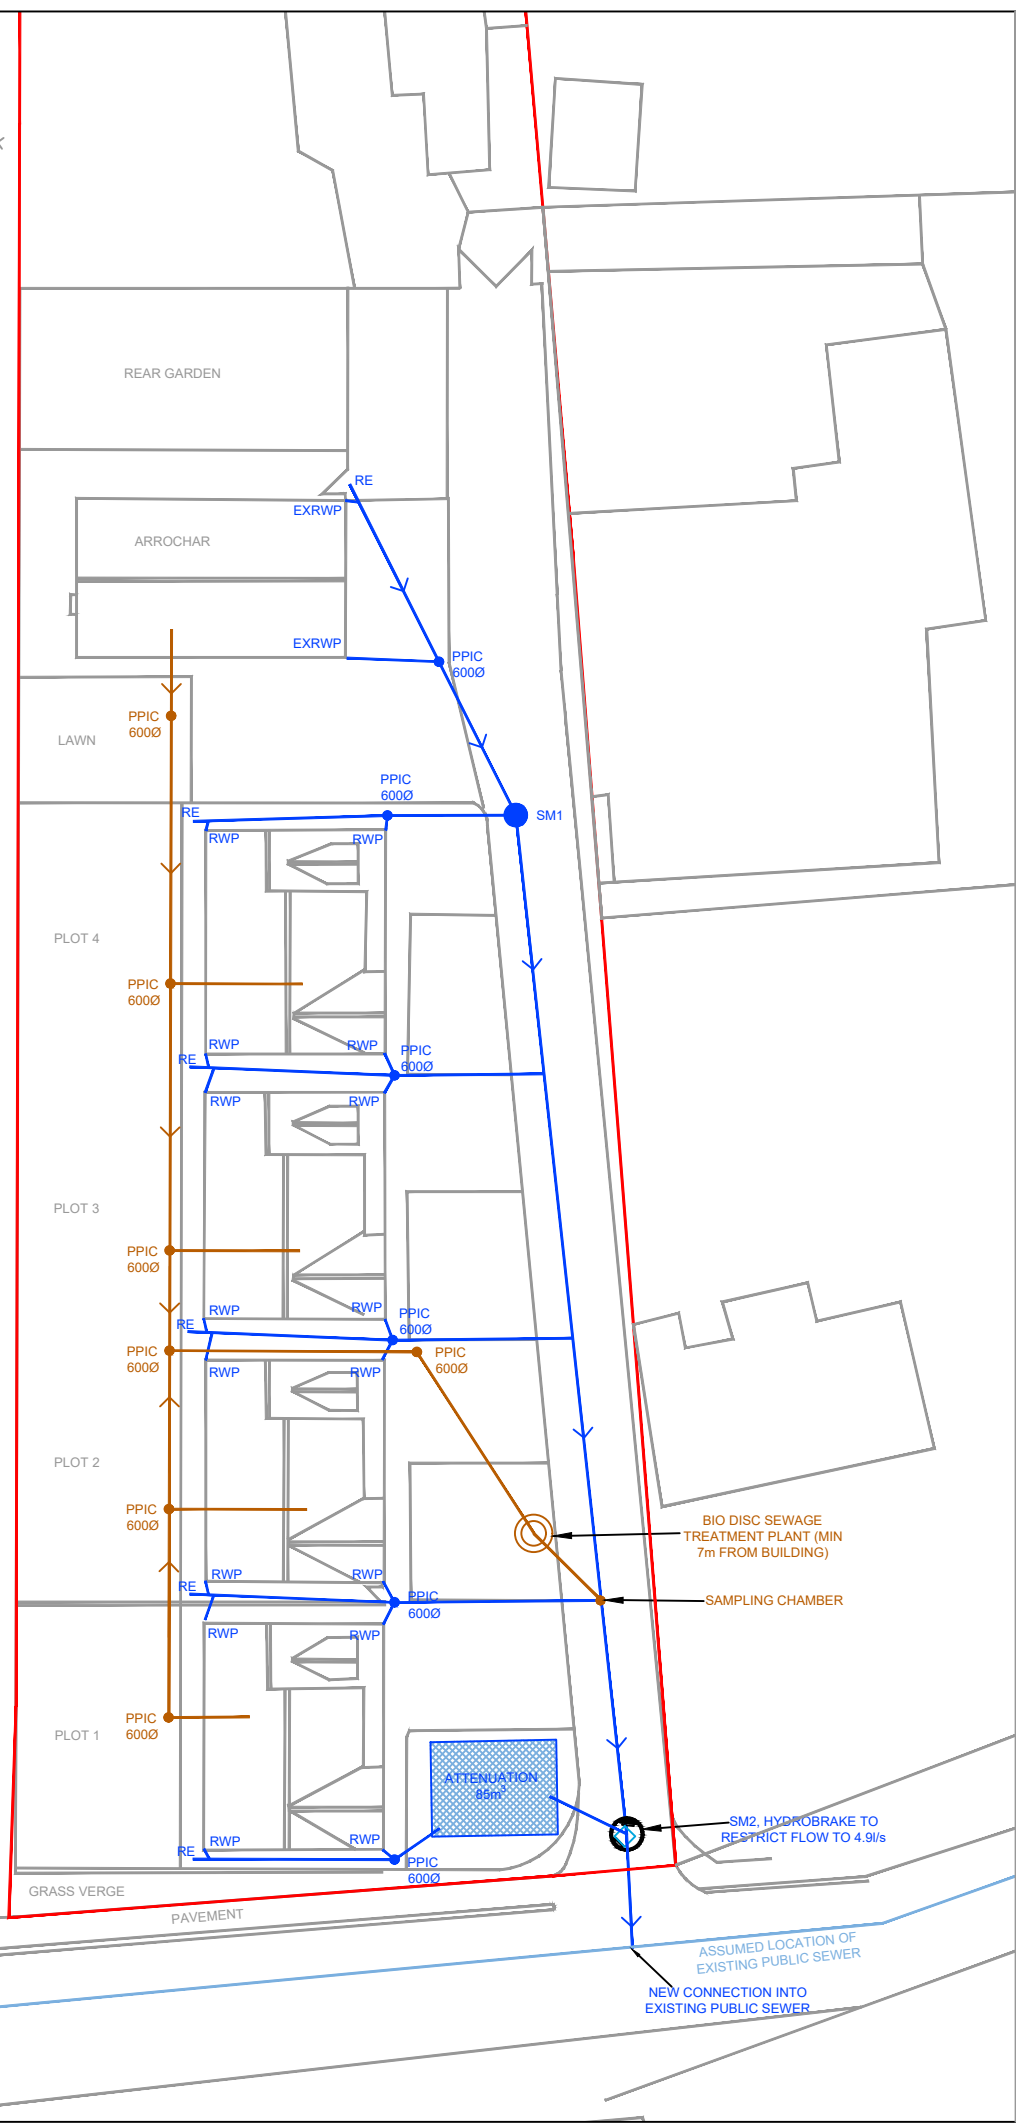 REAR GARDEN
RE
EXRWP
ARROCHAR
EXRWP
PPIC
600Ø
PPIC
600Ø
LAWN
PPIC
600Ø
RE
SM1
RWP
RWP
PLOT 4
PPIC
600Ø
RWP
RWP
PPIC
600Ø
RE
RWP
RWP
PLOT 3
PPIC
600Ø
RWP
RWP
PPIC
600Ø
RE
PPIC
600Ø
PPIC
600Ø
RWP
RWP
PLOT 2
PPIC
600Ø
BIO DISC SEWAGE
TREATMENT PLANT (MIN
7m FROM BUILDING)
RWP
RWP
RE
PPIC
600Ø
SAMPLING CHAMBER
RWP
RWP
PLOT 1
PPIC
600Ø
ATTENUATION
85m³
SM2, HYDROBRAKE TO
RESTRICT FLOW TO 4.9l/s
RWP
RWP
RE
PPIC
600Ø
GRASS VERGE
PAVEMENT
ASSUMED LOCATION OF
EXISTING PUBLIC SEWER
NEW CONNECTION INTO
EXISTING PUBLIC SEWER